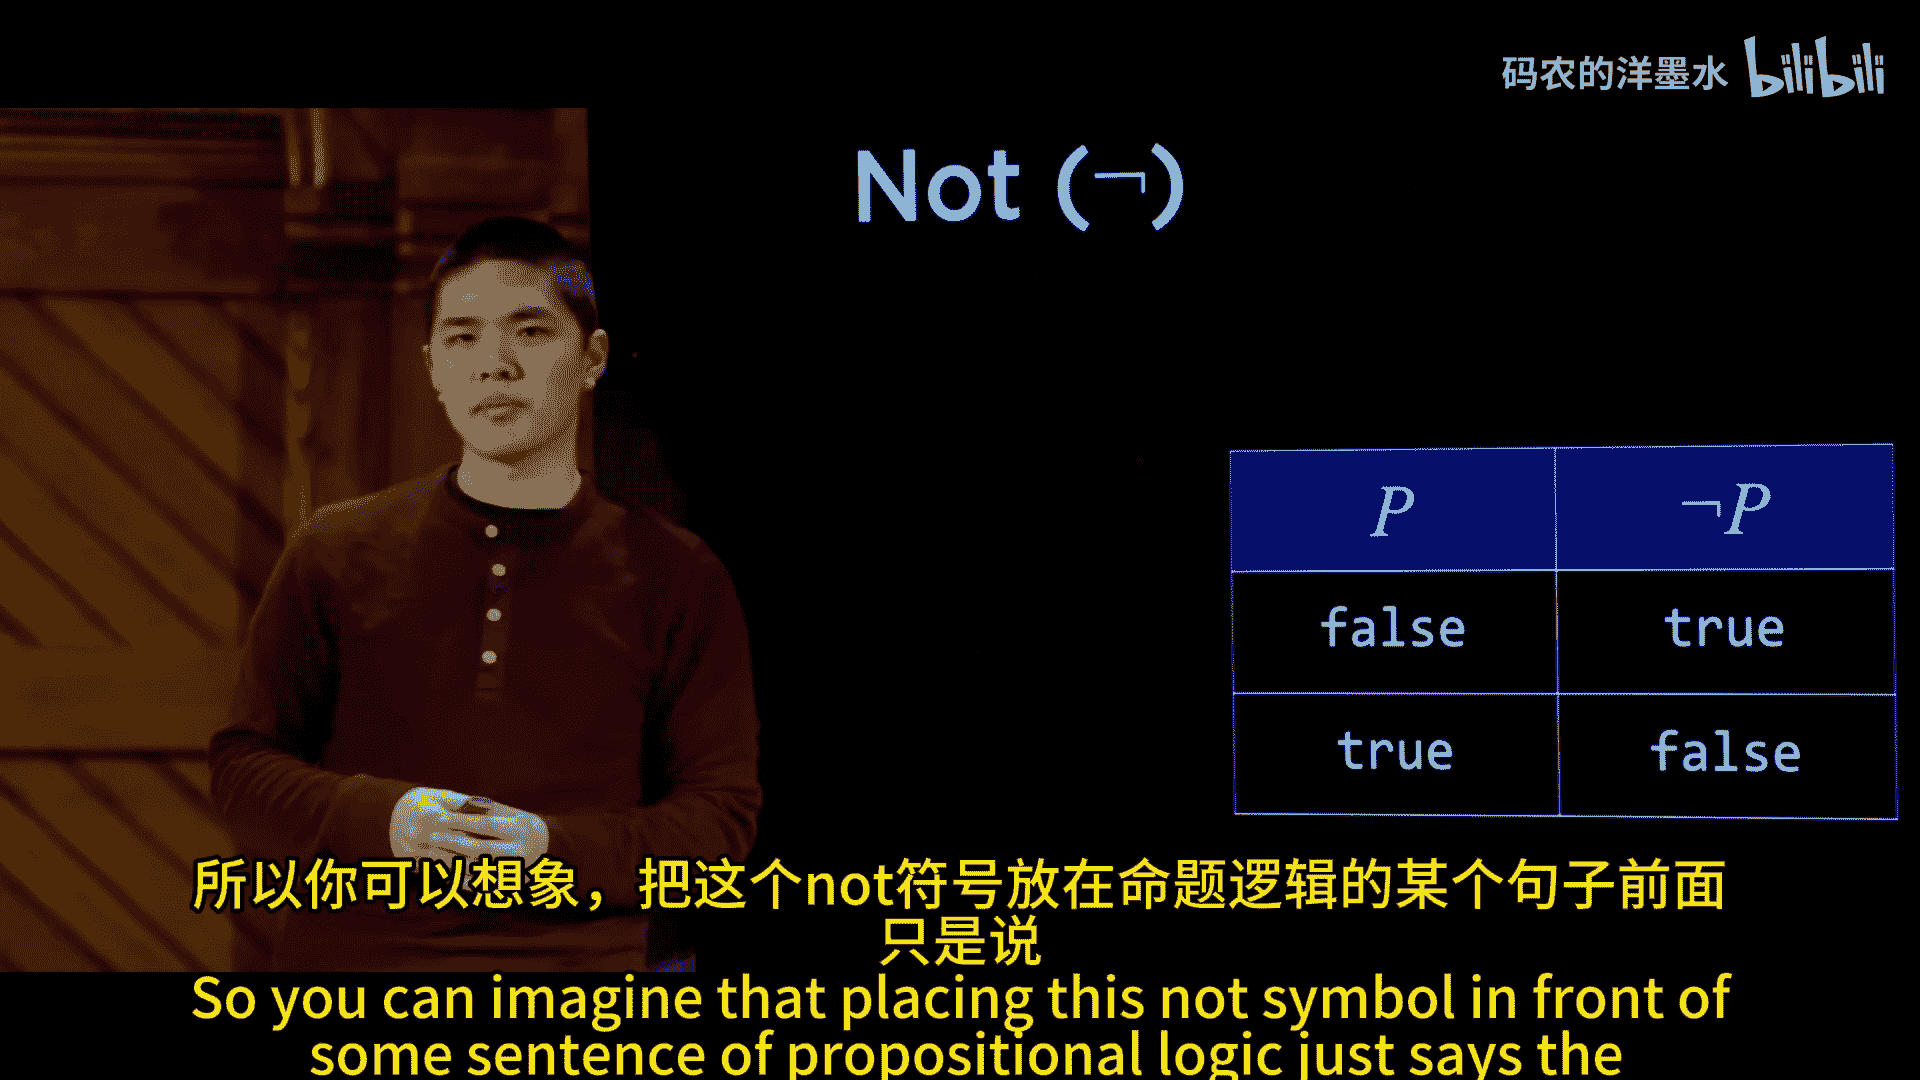 码农的洋墨水 bilibili
Not (¬)
P ¬P
false true
true false
所以你可以想象，把这个not符号放在命题逻辑的某个句子前面
只是说
So you can imagine that placing this not symbol in front of
some sentence of propositional logic just says the